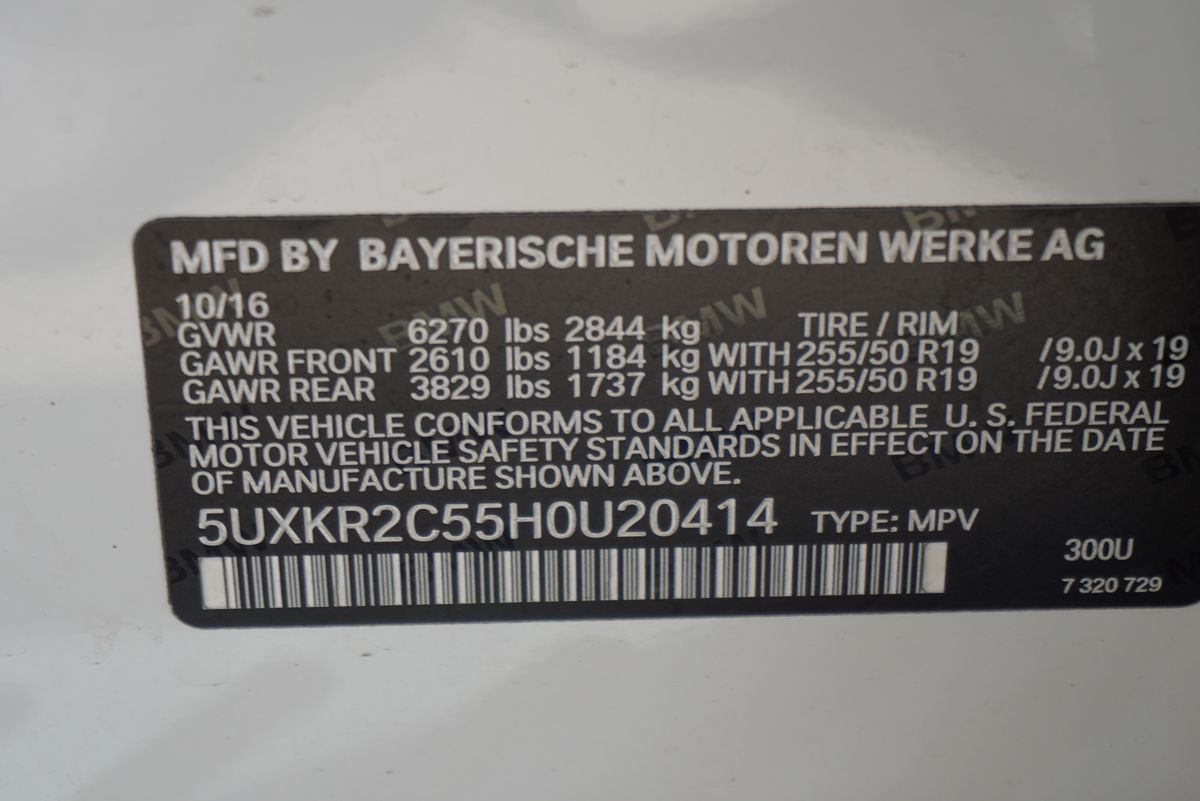 MFD BY BAYERISCHE MOTOREN WERKE AG
10/16
GVWR 6270 lbs 2844 kg TIRE / RIM
GAWR FRONT 2610 lbs 1184 kg WITH 255/50 R19 /9.0J x 19
GAWR REAR 3829 lbs 1737 kg WITH 255/50 R19 /9.0J x 19
THIS VEHICLE CONFORMS TO ALL APPLICABLE U. S. FEDERAL
MOTOR VEHICLE SAFETY STANDARDS IN EFFECT ON THE DATE
OF MANUFACTURE SHOWN ABOVE.
5UXKR2C55H0U20414 TYPE: MPV
300U
7 320 729